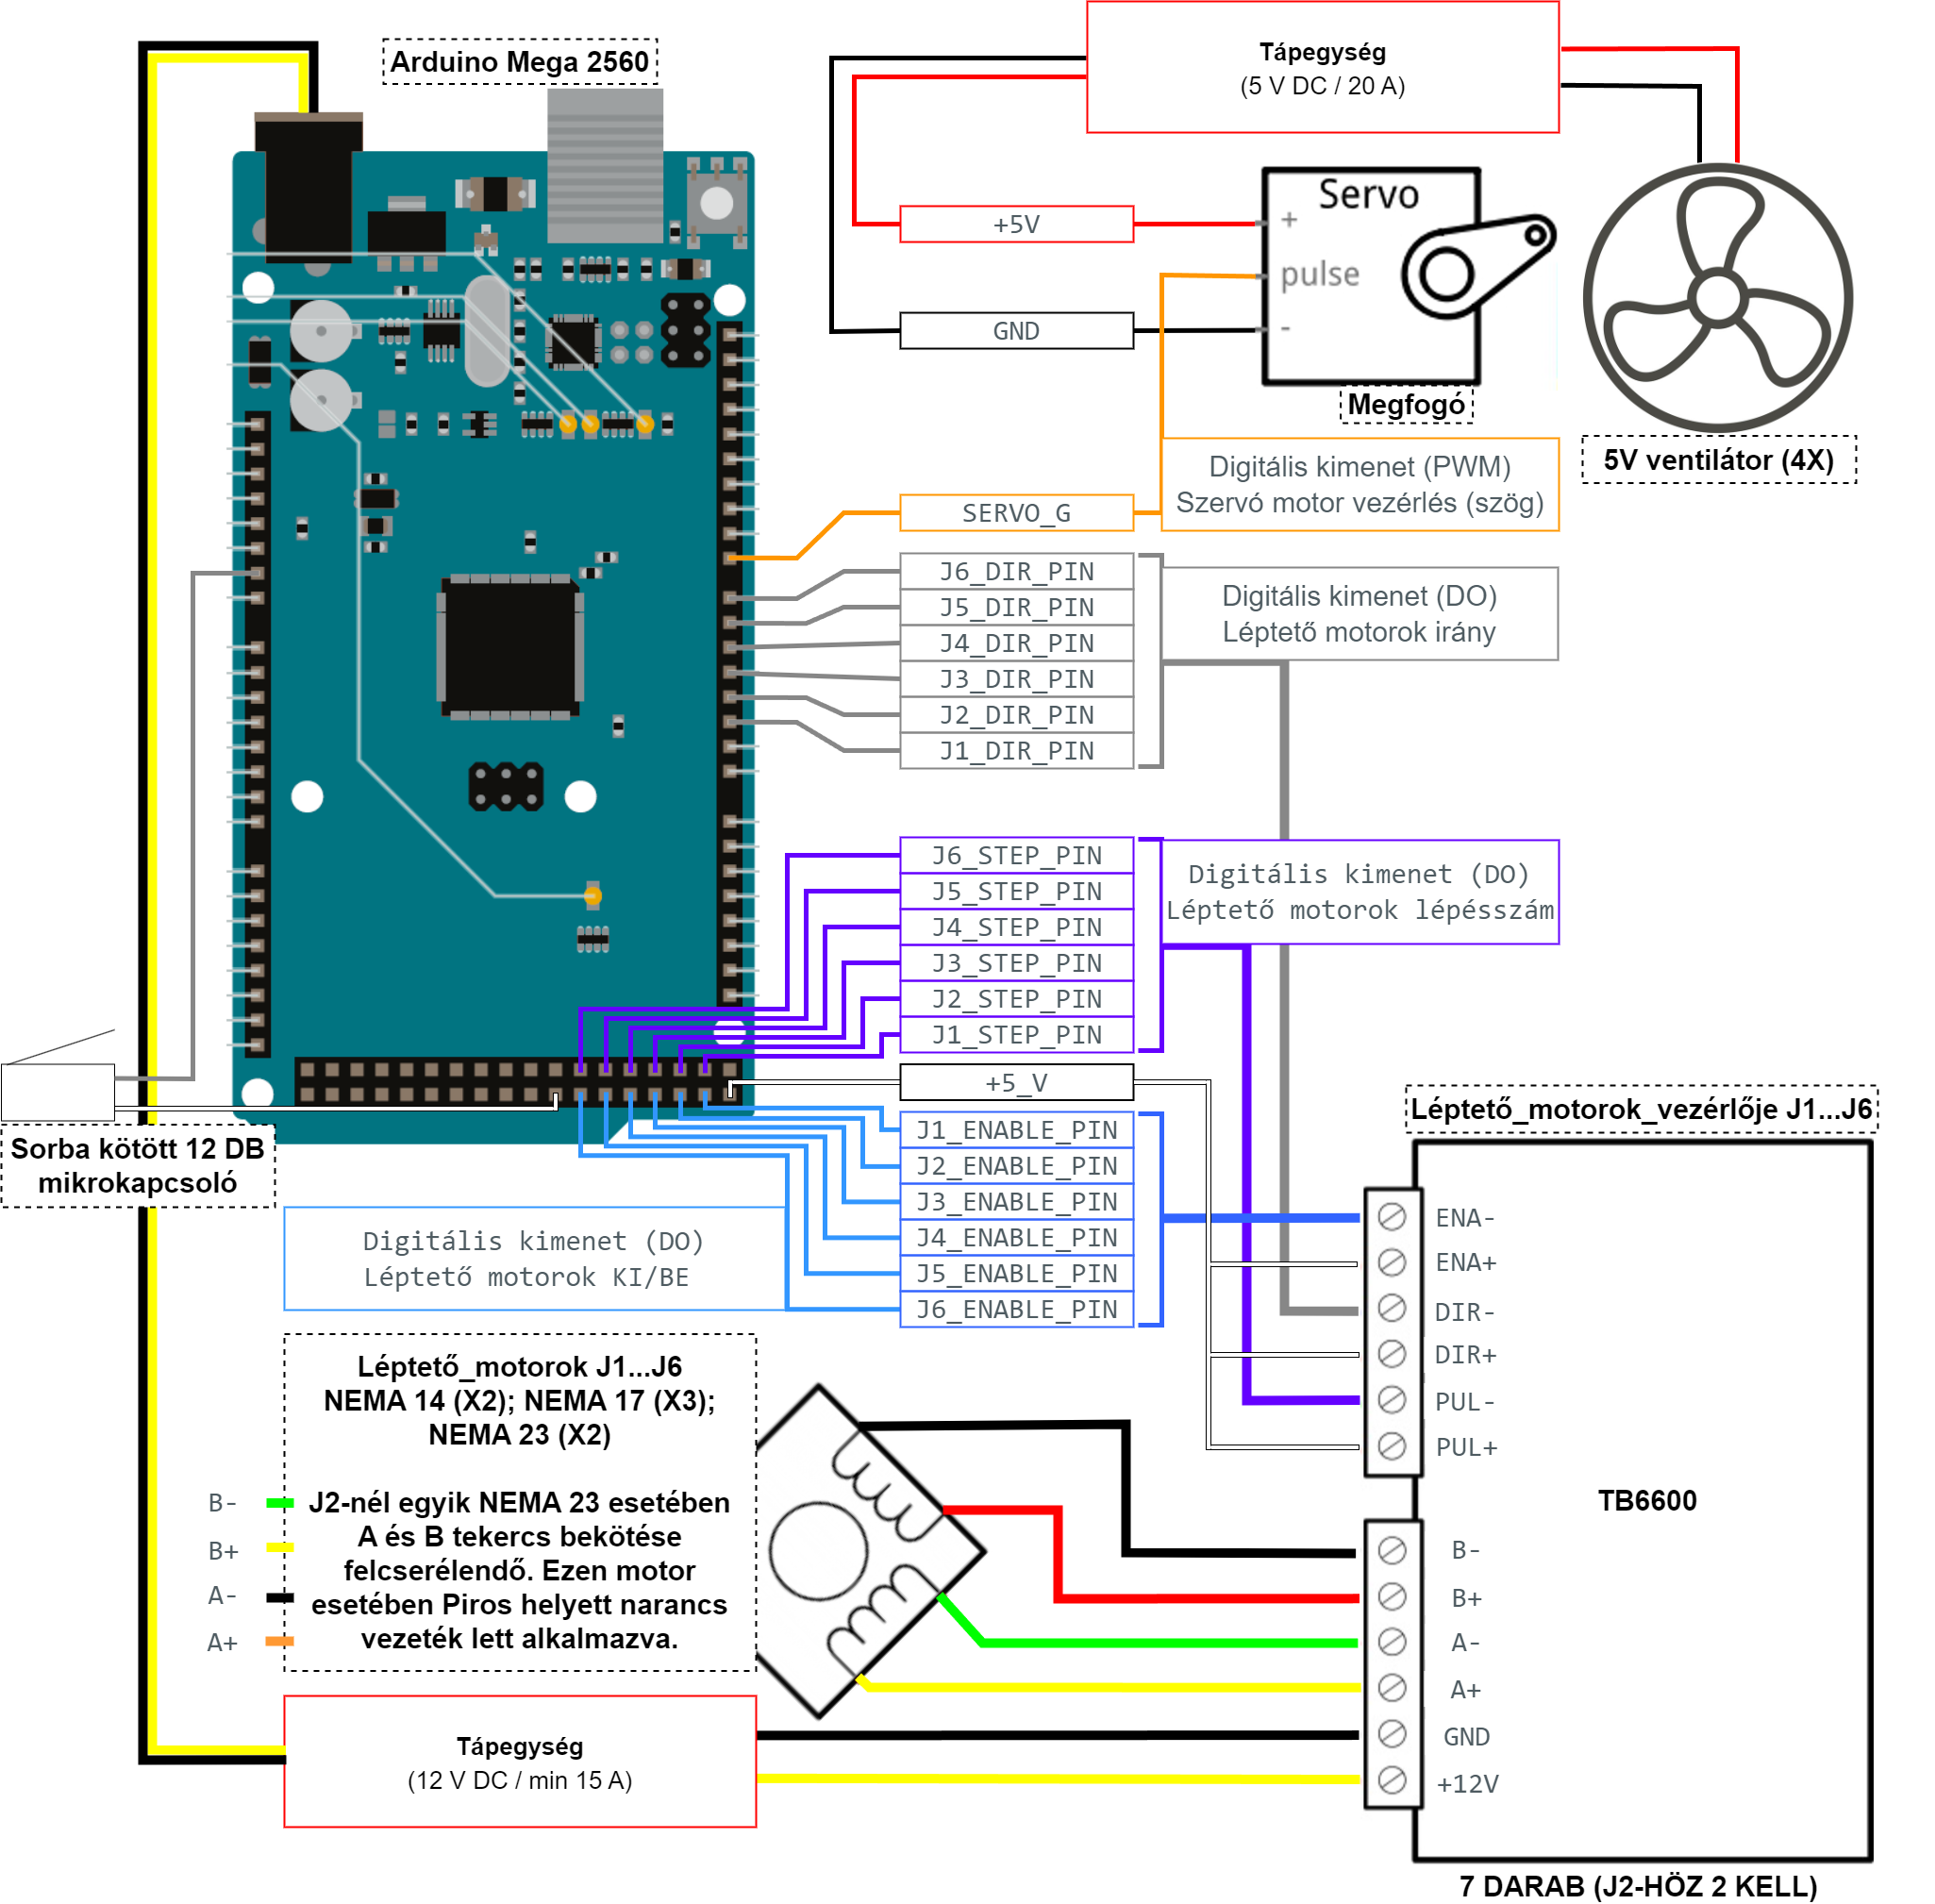 Arduino Mega 2560
Tápegység
(5 V DC / 20 A)
+5V
GND
Servo
+
pulse
-
Megfogó
5V ventilátor (4X)
SERVO_G
Digitális kimenet (PWM)
Szervó motor vezérlés (szög)
J6_DIR_PIN
J5_DIR_PIN
J4_DIR_PIN
J3_DIR_PIN
J2_DIR_PIN
J1_DIR_PIN
Digitális kimenet (DO)
Léptető motorok irány
J6_STEP_PIN
J5_STEP_PIN
J4_STEP_PIN
J3_STEP_PIN
J2_STEP_PIN
J1_STEP_PIN
Digitális kimenet (DO)
Léptető motorok lépésszám
+5_V
J1_ENABLE_PIN
J2_ENABLE_PIN
J3_ENABLE_PIN
J4_ENABLE_PIN
J5_ENABLE_PIN
J6_ENABLE_PIN
Sorba kötött 12 DB
mikrokapcsoló
Digitális kimenet (DO)
Léptető motorok KI/BE
Léptető_motorok_vezérlője J1...J6
ENA-
ENA+
DIR-
DIR+
PUL-
PUL+
TB6600
B-
B+
A-
A+
GND
+12V
7 DARAB (J2-HÖZ 2 KELL)
Léptető_motorok J1...J6
NEMA 14 (X2); NEMA 17 (X3);
NEMA 23 (X2)
J2-nél egyik NEMA 23 esetében
A és B tekercs bekötése
felcserélendő. Ezen motor
esetében Piros helyett narancs
vezeték lett alkalmazva.
B-
B+
A-
A+
Tápegység
(12 V DC / min 15 A)